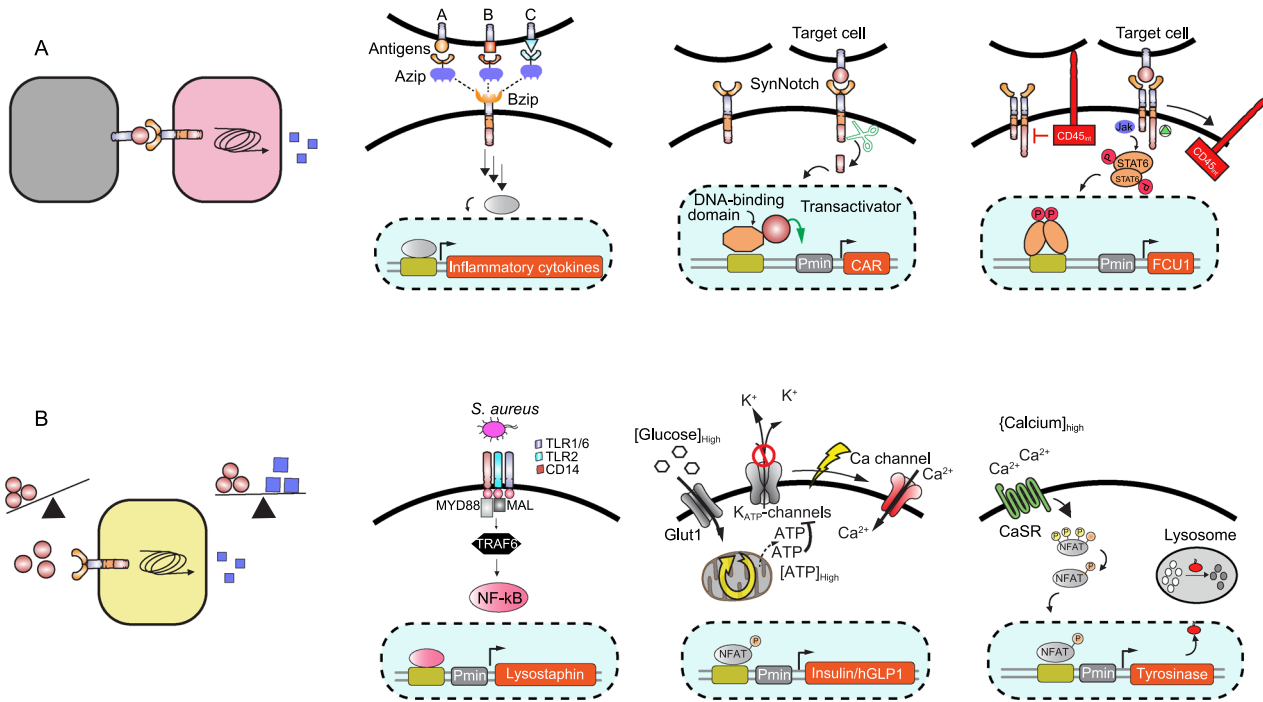 A
A B C
Antigens
Azip
Bzip
Inflammatory cytokines
Target cell
SynNotch
DNA-binding
domain
Transactivator
Pmin
CAR
Target cell
CD45int
CD45int
Jak
P
STAT6
STAT6
P
P P
Pmin
FCU1
B
S. aureus
TLR1/6
TLR2
CD14
MYD88
MAL
TRAF6
NF-kB
Pmin
Lysostaphin
K+
K+
[Glucose]High
Ca channel
Ca2+
KATP-channels
Glut1
ATP
Ca2+
ATP
[ATP]High
P
NFAT
Pmin
Insulin/hGLP1
{Calcium}high
Ca2+
Ca2+
CaSR
Lysosome
P P P P
NFAT
P
NFAT
P
NFAT
Pmin
Tyrosinase